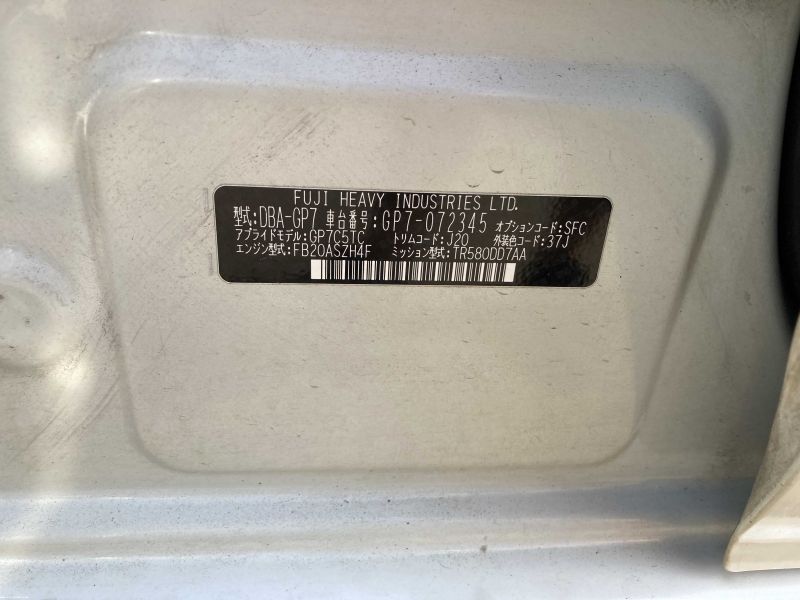 FUJI HEAVY INDUSTRIES LTD.
型式:DBA-GP7 車台番号:GP7-072345 オプションコード:SFC
アプライドモデル:GP7C5TC トリムコード:J20 外装色コード:37J
エンジン型式:FB20ASZH4F ミッション型式:TR580DD7AA